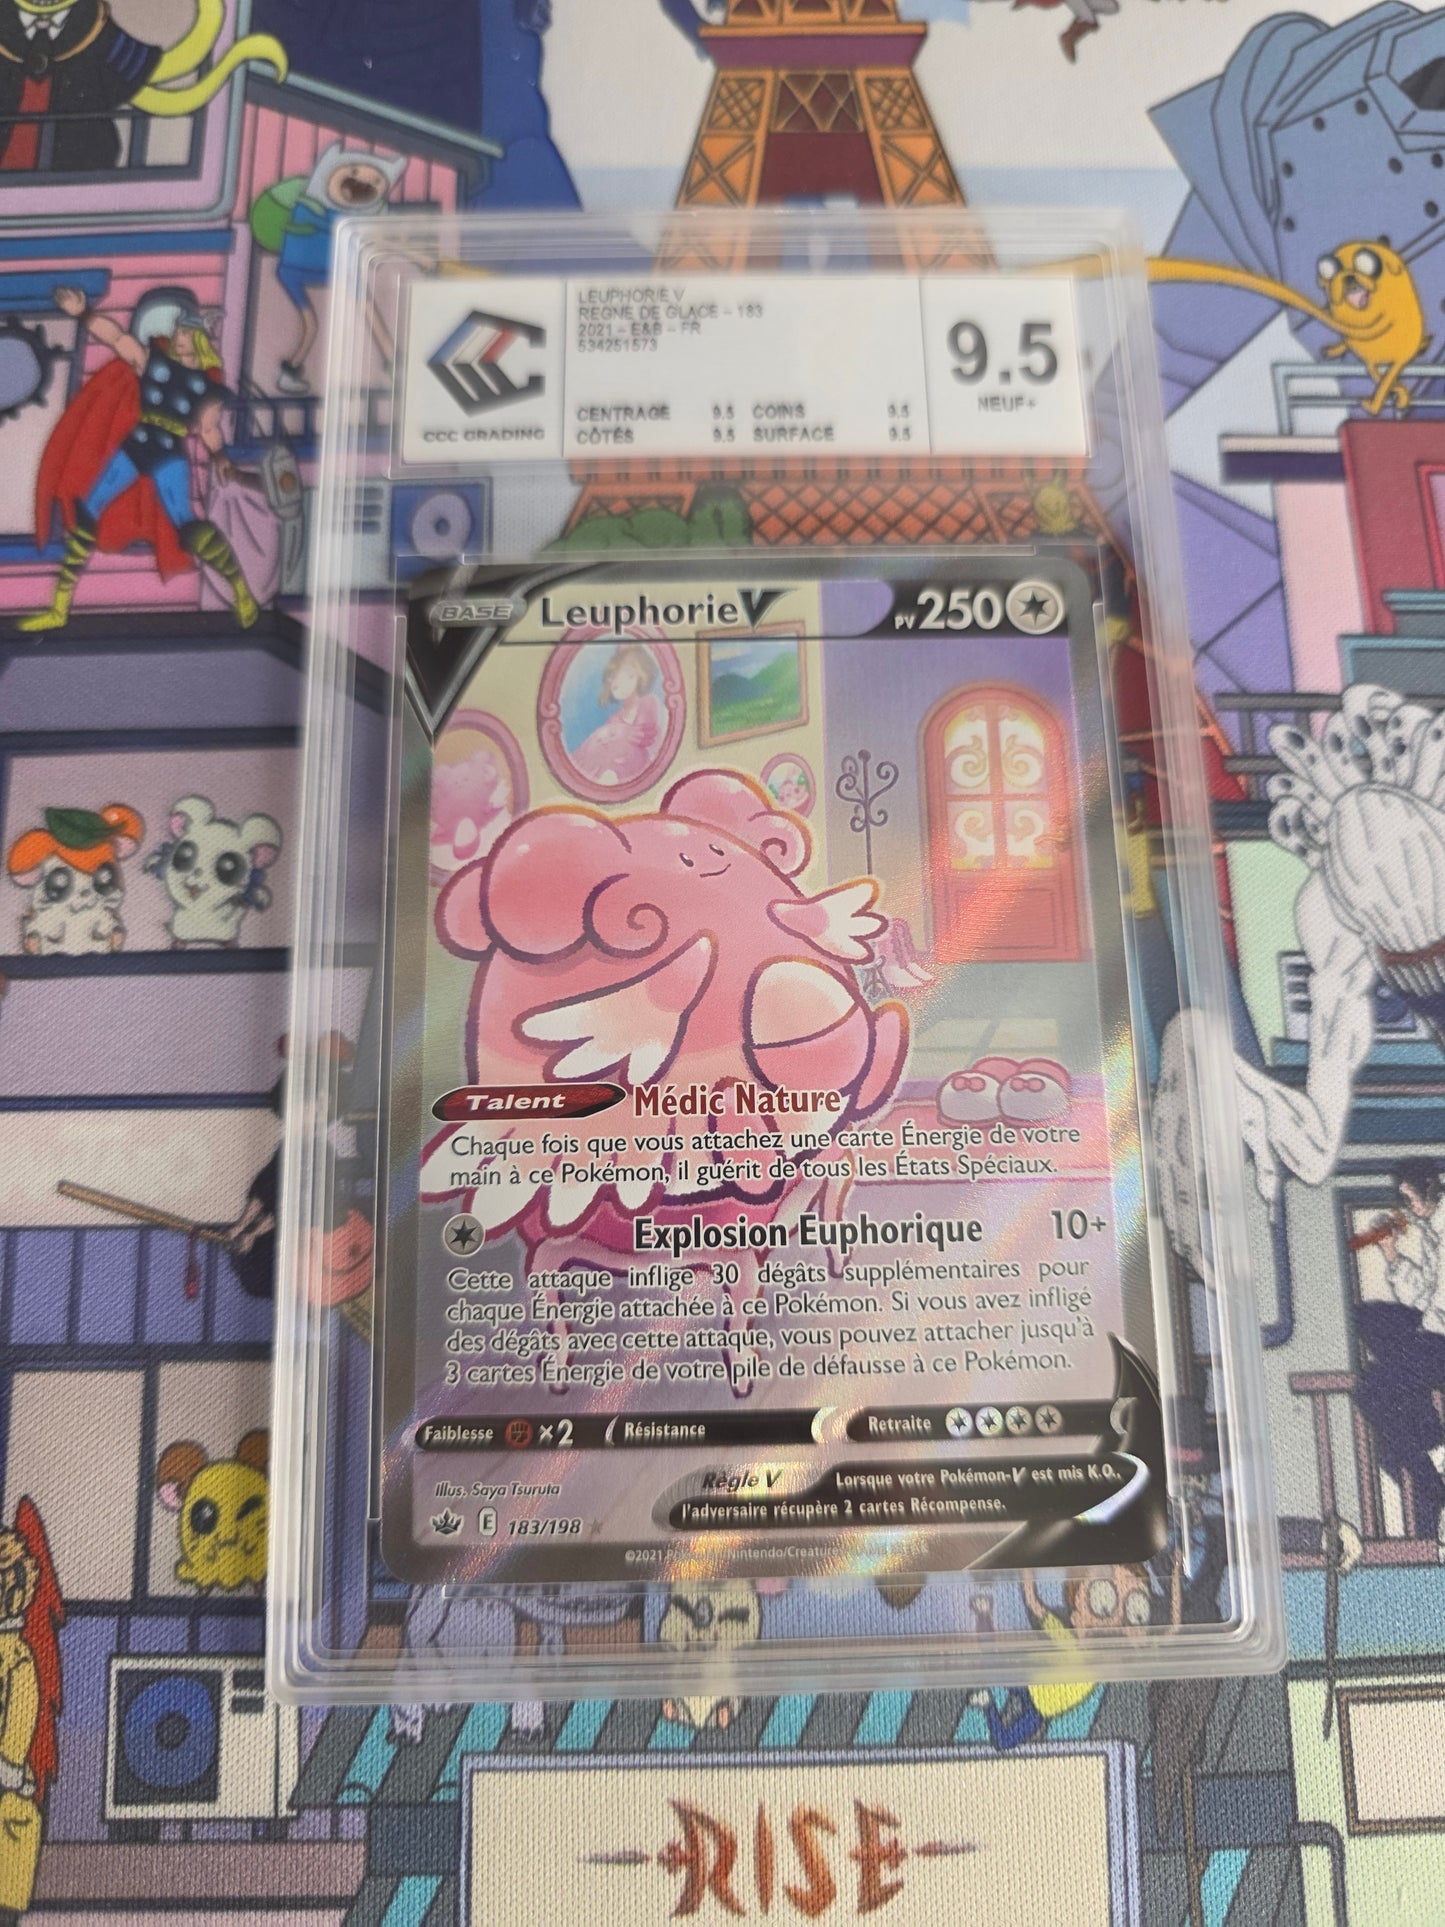 LEUPHORIE V
REGNE DE GLACE - 183
2021 - E&B - FR
534251573
CCC GRADING
CENTRAGE 9.5 COINS 9.5
CÔTÉS 9.5 SURFACE 9.5
9.5
NEUF+
BASE LeuphorieV PV250
Talent Médic Nature
Chaque fois que vous attachez une carte Énergie de votre
main à ce Pokémon, il guérit de tous les États Spéciaux.
Explosion Euphorique 10+
Cette attaque inflige 30 dégâts supplémentaires pour
chaque Énergie attachée à ce Pokémon. Si vous avez infligé
des dégâts avec cette attaque, vous pouvez attacher jusqu'à
3 cartes Énergie de votre pile de défausse à ce Pokémon.
Faiblesse ×2 Résistance Retraite
Règle V Lorsque votre Pokémon-V est mis K.O.,
l'adversaire récupère 2 cartes Récompense.
Illus. Saya Tsuruta
E 183/198
©2021 Nintendo/Creatures
RISE